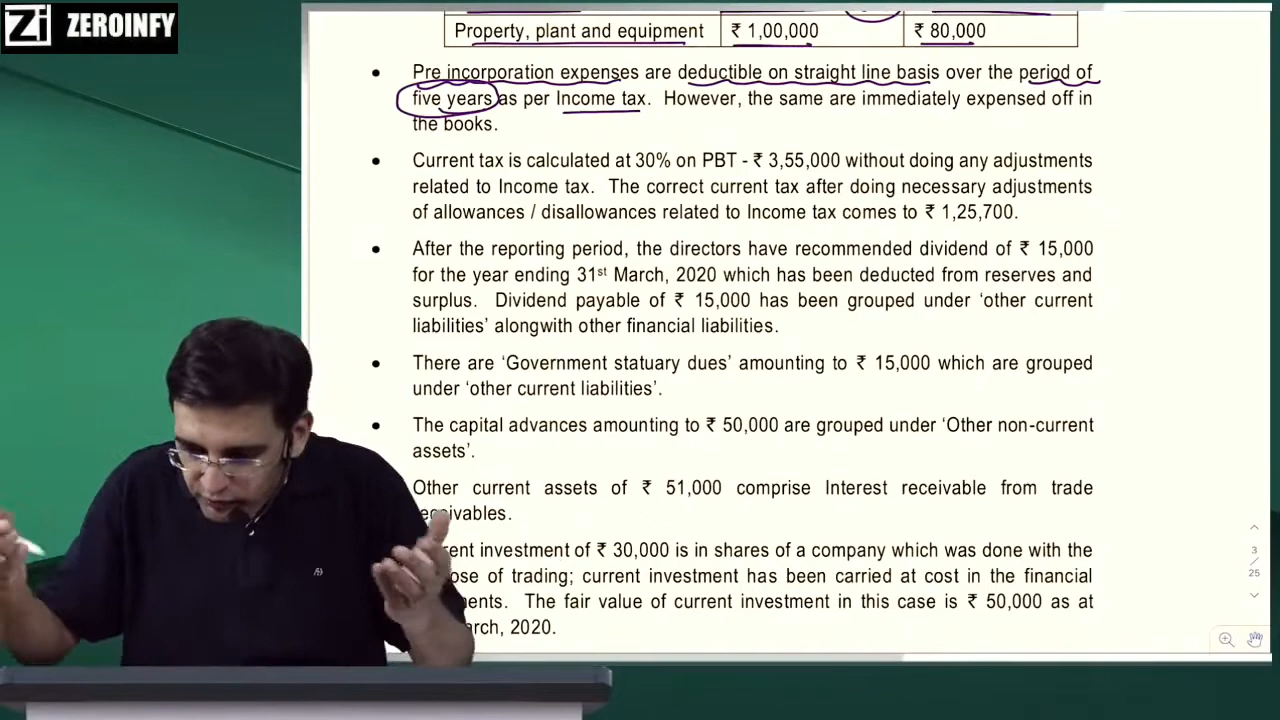 Zi ZEROINFY
Property, plant and equipment ₹ 1,00,000 ₹ 80,000
• Pre incorporation expenses are deductible on straight line basis over the period of
five years as per Income tax. However, the same are immediately expensed off in
the books.
• Current tax is calculated at 30% on PBT - ₹ 3,55,000 without doing any adjustments
related to Income tax. The correct current tax after doing necessary adjustments
of allowances / disallowances related to Income tax comes to ₹ 1,25,700.
• After the reporting period, the directors have recommended dividend of ₹ 15,000
for the year ending 31st March, 2020 which has been deducted from reserves and
surplus. Dividend payable of ₹ 15,000 has been grouped under ‘other current
liabilities’ alongwith other financial liabilities.
• There are ‘Government statuary dues’ amounting to ₹ 15,000 which are grouped
under ‘other current liabilities’.
• The capital advances amounting to ₹ 50,000 are grouped under ‘Other non-current
assets’.
Other current assets of ₹ 51,000 comprise Interest receivable from trade
eceivables.
rent investment of ₹ 30,000 is in shares of a company which was done with the
ose of trading; current investment has been carried at cost in the financial
ents. The fair value of current investment in this case is ₹ 50,000 as at
arch, 2020.
3
/
25